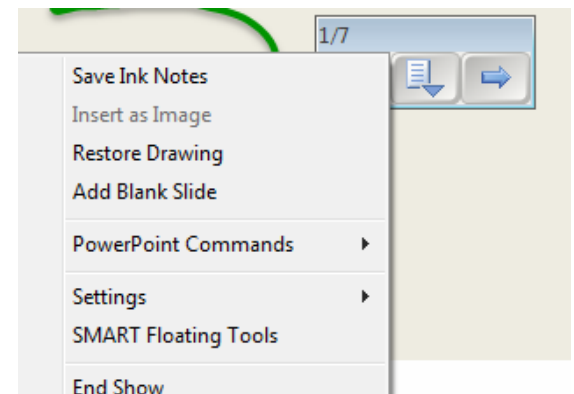 1/7
Save Ink Notes
Insert as Image
Restore Drawing
Add Blank Slide
PowerPoint Commands
Settings
SMART Floating Tools
End Show